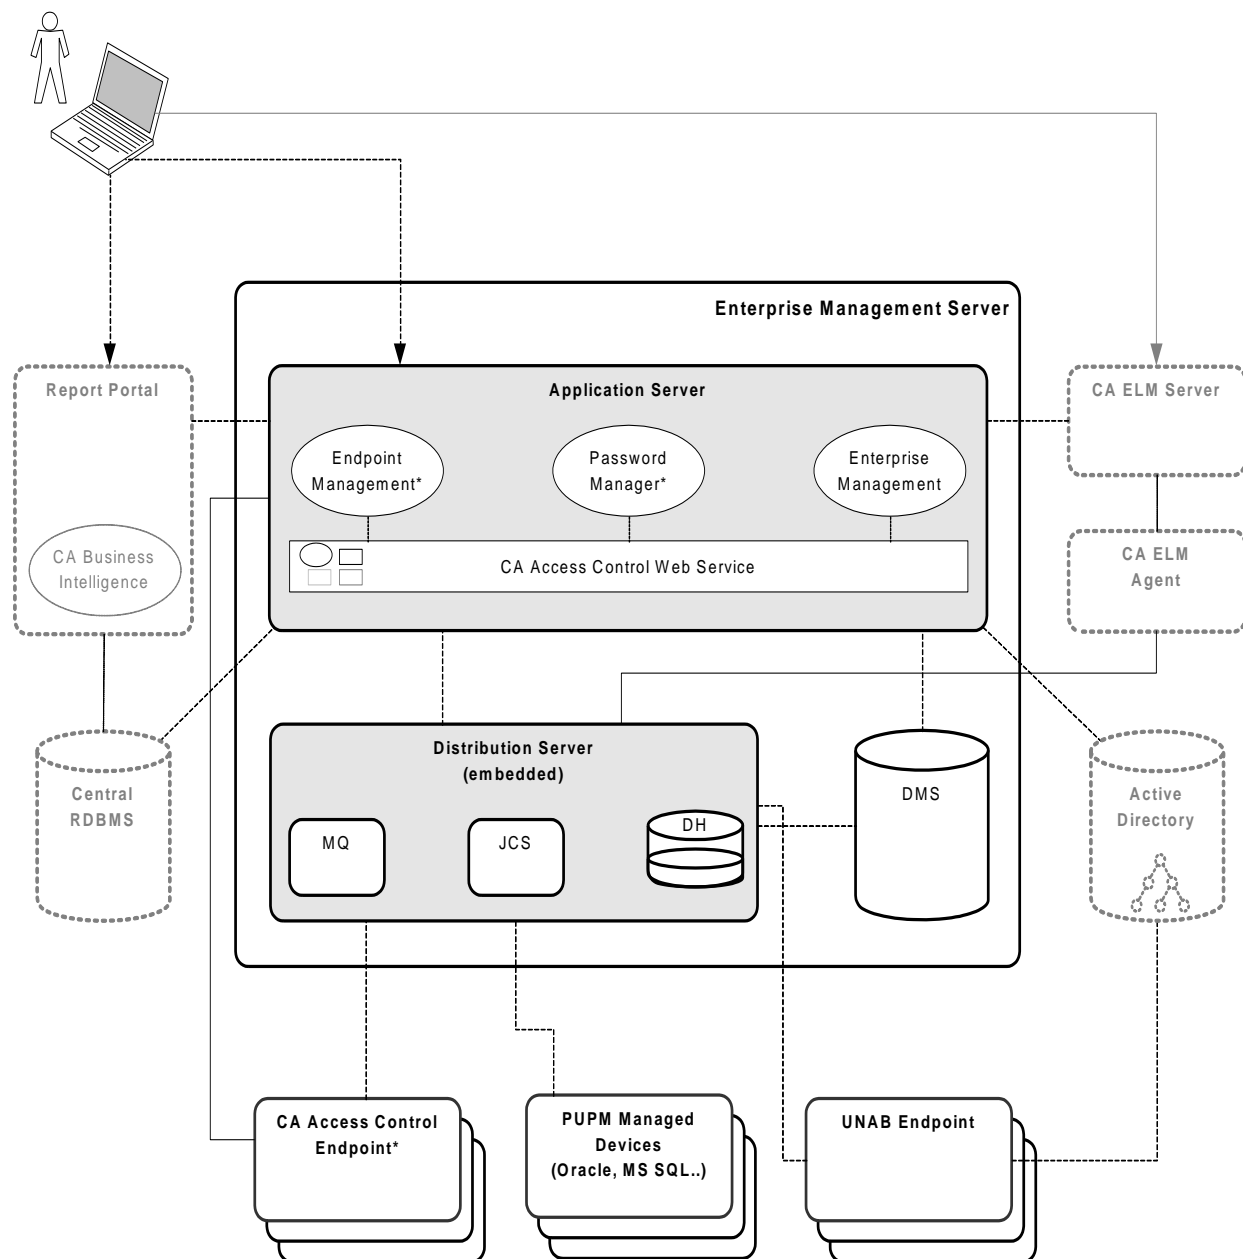 Enterprise Management Server
Report Portal
Application Server
CA ELM Server
Endpoint
Management*
Password
Manager*
Enterprise
Management
CA Business
Intelligence
CA Access Control Web Service
CA ELM
Agent
Distribution Server
(embedded)
Central
RDBMS
MQ
JCS
DH
DMS
Active
Directory
CA Access Control
Endpoint*
PUPM Managed
Devices
(Oracle, MS SQL..)
UNAB Endpoint